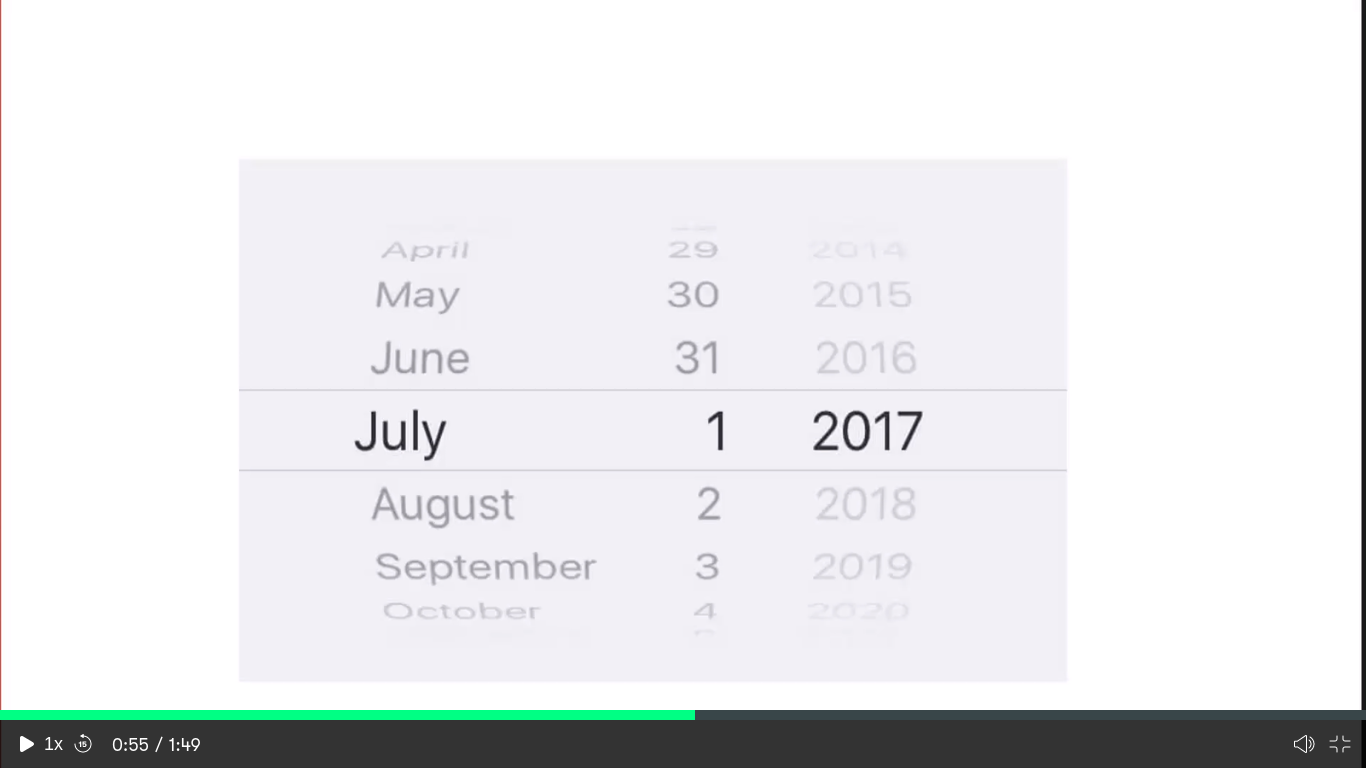 April 29 2014
May 30 2015
June 31 2016
July 1 2017
August 2 2018
September 3 2019
October 4 2020
1x 15 0:55 / 1:49